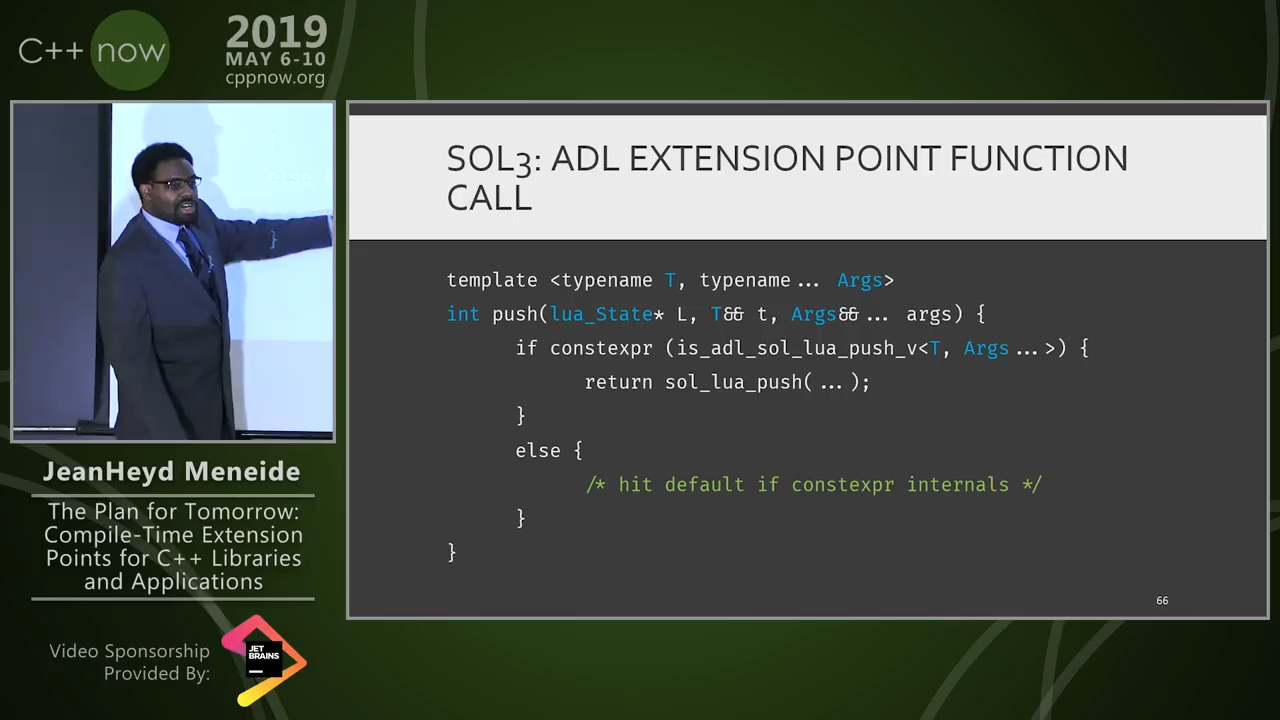 C++ now
2019
MAY 6-10
cppnow.org
SOL3: ADL EXTENSION POINT FUNCTION
CALL
template <typename T, typename... Args>
int push(lua_State* L, T&& t, Args&&... args) {
if constexpr (is_adl_sol_lua_push_v<T, Args...>) {
return sol_lua_push(...);
}
else {
/* hit default if constexpr internals */
}
}
66
JeanHeyd Meneide
The Plan for Tomorrow:
Compile-Time Extension
Points for C++ Libraries
and Applications
Video Sponsorship
Provided By:
JET
BRAINS